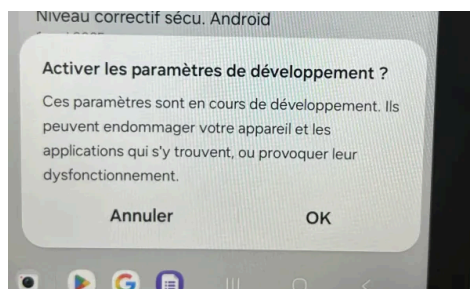 Niveau correctif sécu. Android
Activer les paramètres de développement ?
Ces paramètres sont en cours de développement. Ils
peuvent endommager votre appareil et les
applications qui s'y trouvent, ou provoquer leur
dysfonctionnement.
Annuler OK